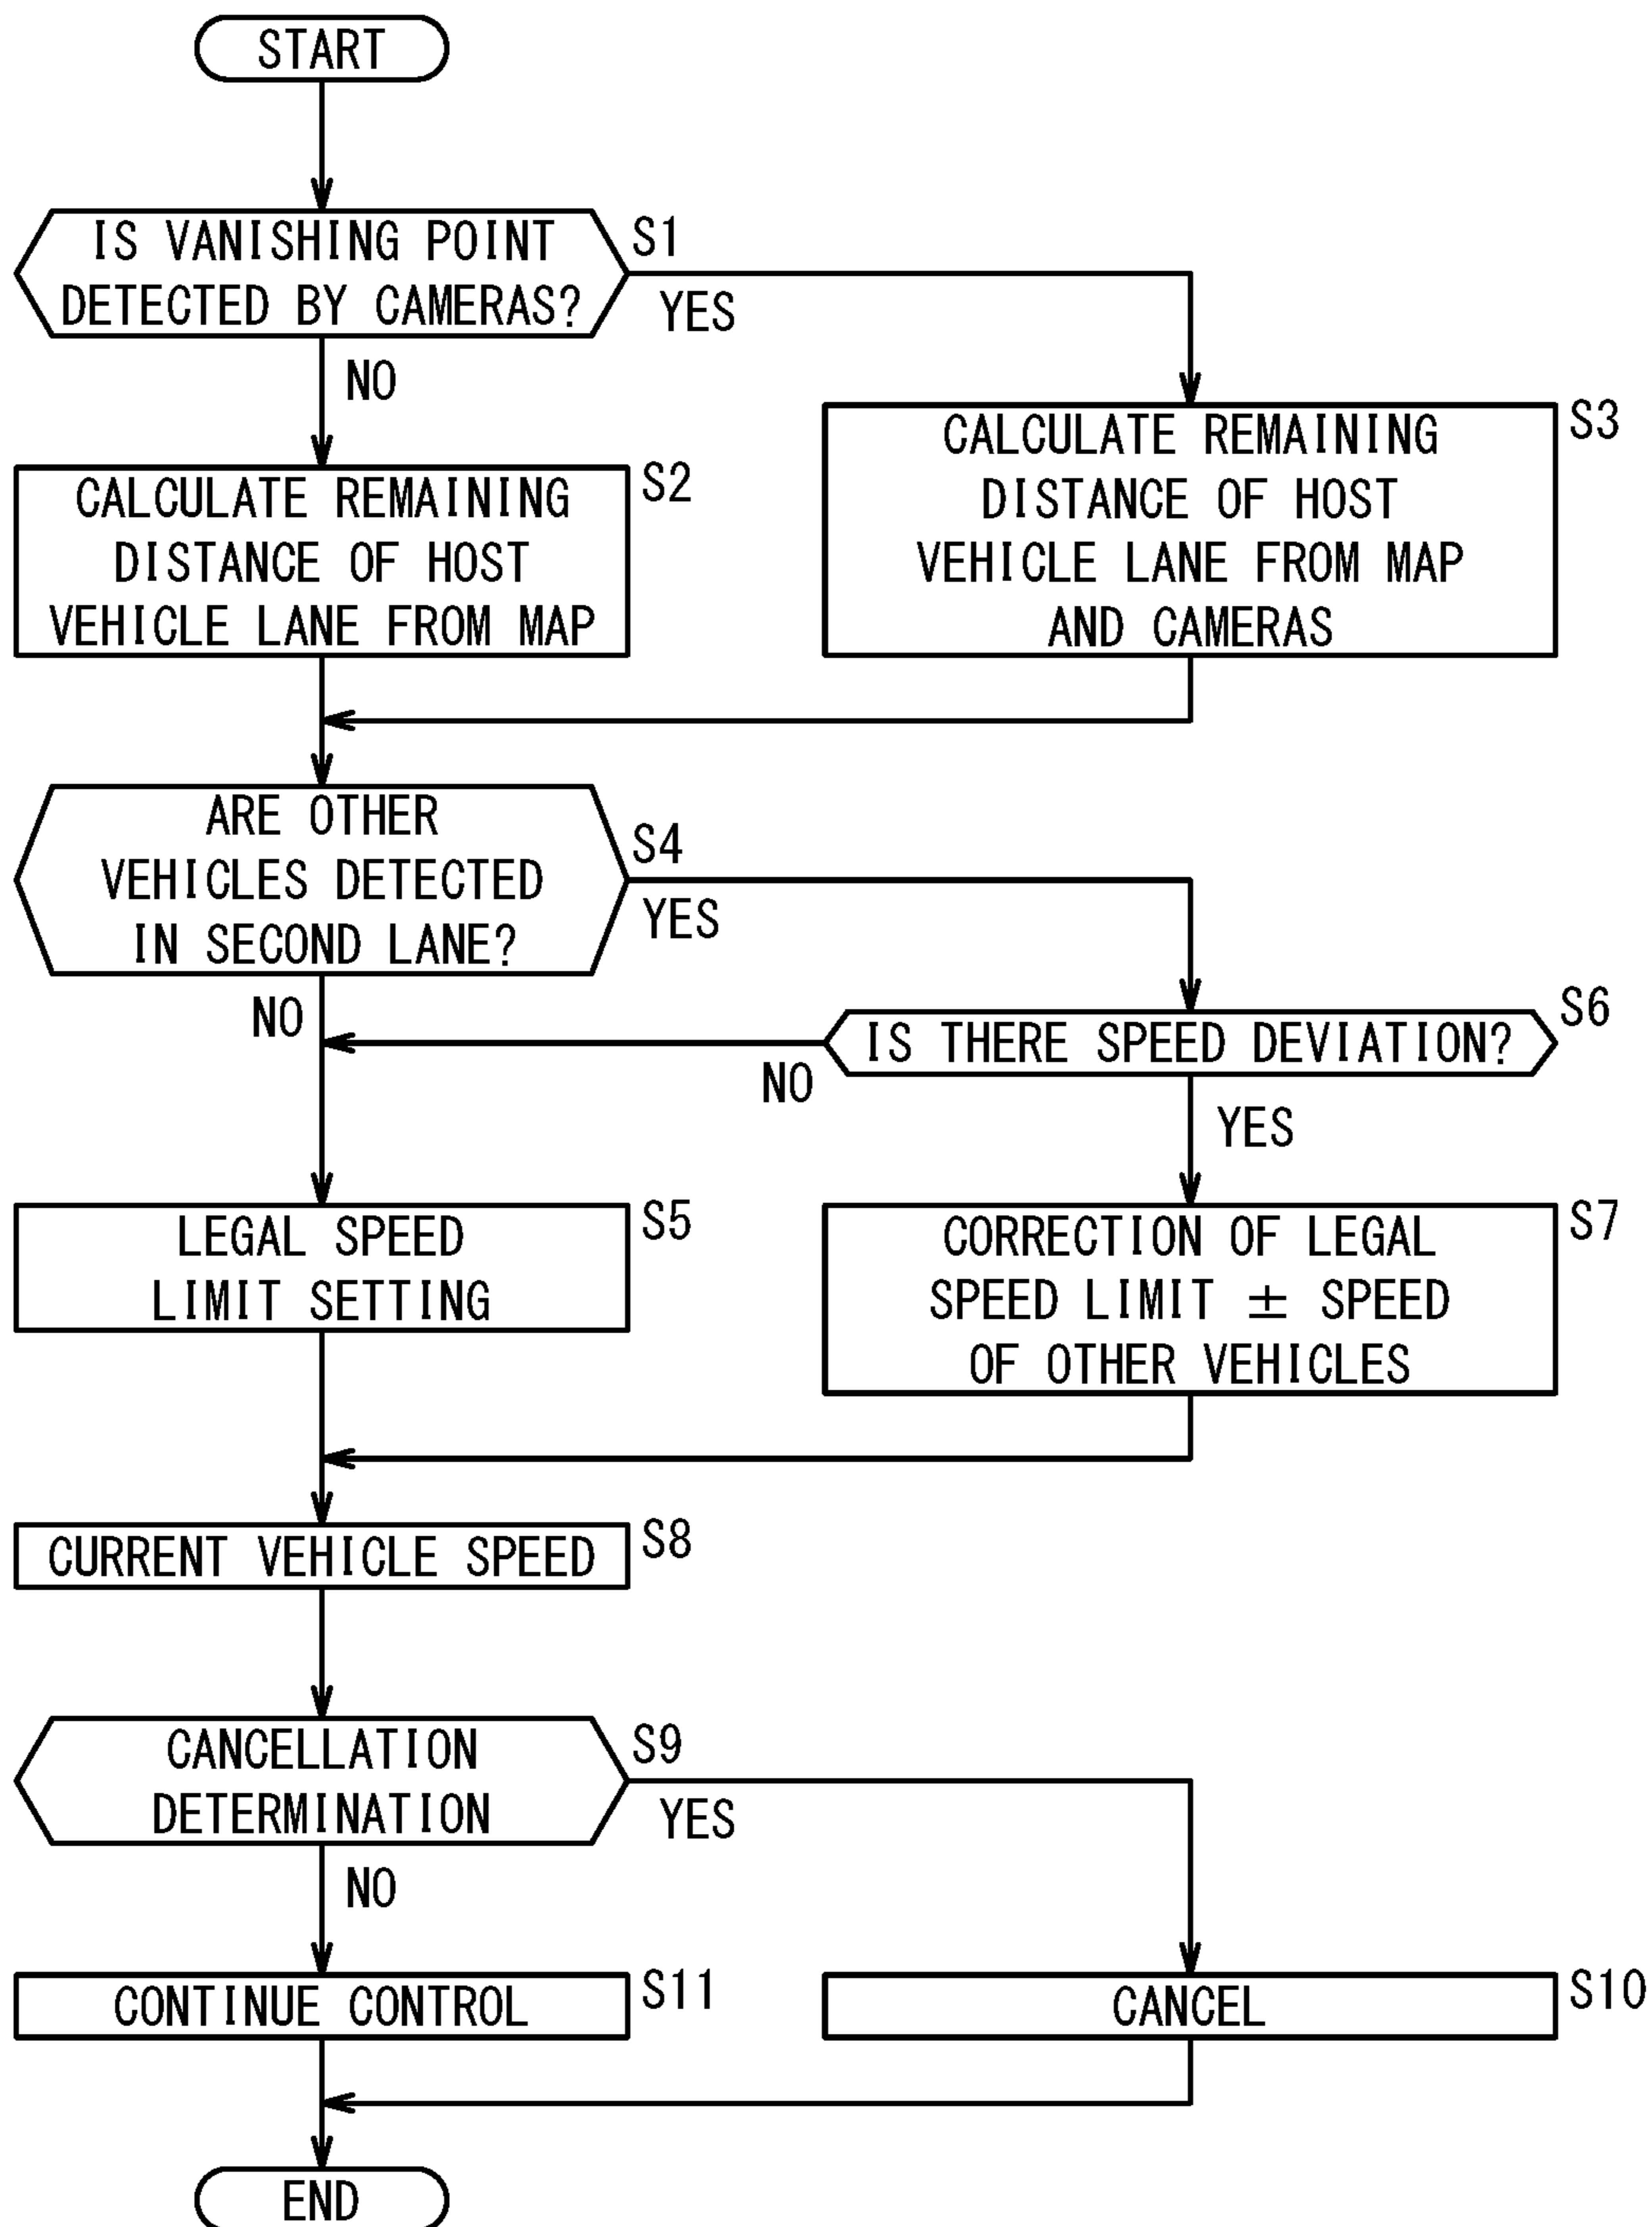 START
IS VANISHING POINT
DETECTED BY CAMERAS?
S1
YES
NO
CALCULATE REMAINING
DISTANCE OF HOST
VEHICLE LANE FROM MAP
S2
CALCULATE REMAINING
DISTANCE OF HOST
VEHICLE LANE FROM MAP
AND CAMERAS
S3
ARE OTHER
VEHICLES DETECTED
IN SECOND LANE?
S4
YES
NO
IS THERE SPEED DEVIATION?
S6
NO
YES
LEGAL SPEED
LIMIT SETTING
S5
CORRECTION OF LEGAL
SPEED LIMIT ± SPEED
OF OTHER VEHICLES
S7
CURRENT VEHICLE SPEED
S8
CANCELLATION
DETERMINATION
S9
YES
NO
CONTINUE CONTROL
S11
CANCEL
S10
END